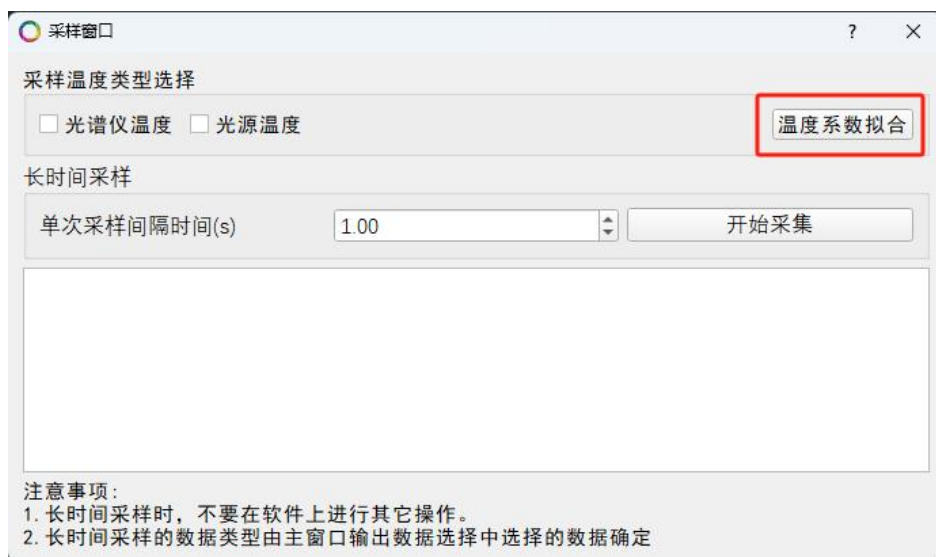 采样窗口
采样温度类型选择
光谱仪温度 光源温度 温度系数拟合
长时间采样
单次采样间隔时间(s) 1.00 开始采集
注意事项:
1. 长时间采样时，不要在软件上进行其它操作。
2. 长时间采样的数据类型由主窗口输出数据选择中选择的数据确定